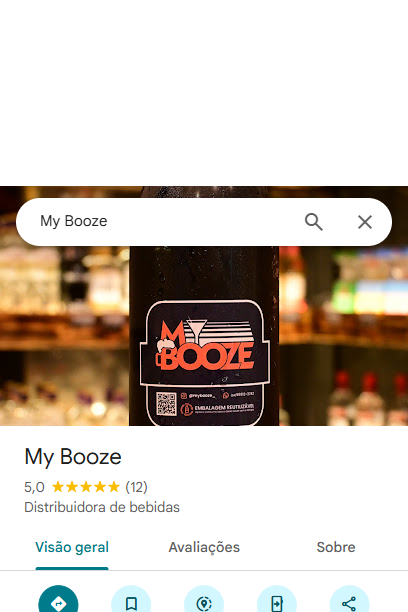 My Booze
MY
BOOZE
@mybooze_
EMBALAGEM REUTILIZÁVEL
My Booze
5,0 (12)
Distribuidora de bebidas
Visão geral
Avaliações
Sobre